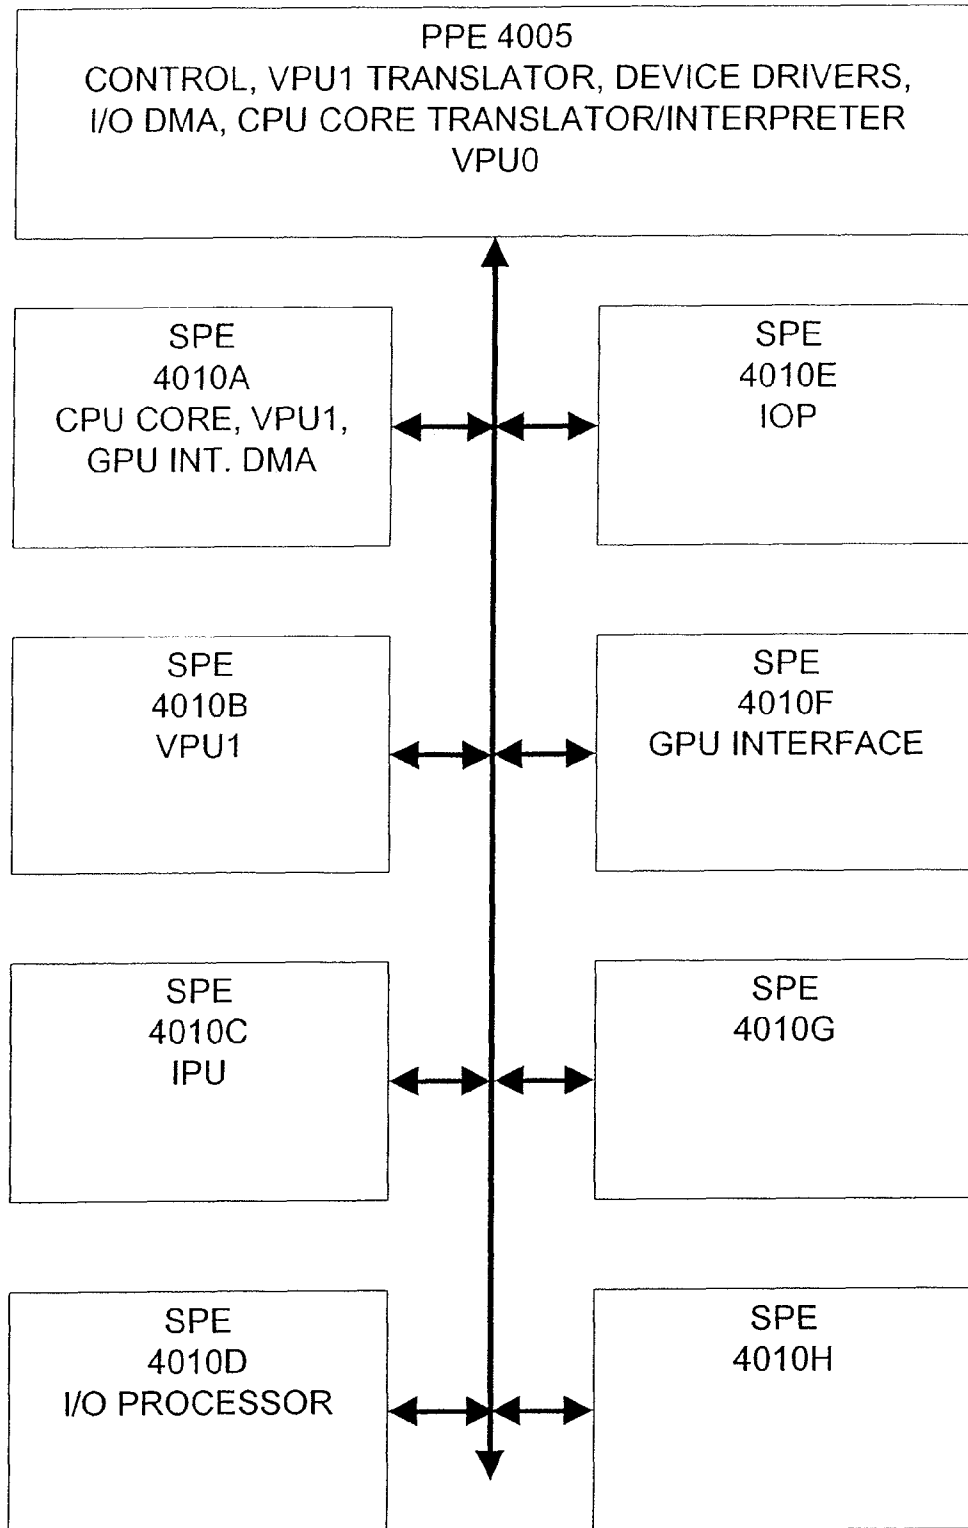 PPE 4005
CONTROL, VPU1 TRANSLATOR, DEVICE DRIVERS,
I/O DMA, CPU CORE TRANSLATOR/INTERPRETER
VPU0
SPE
4010A
CPU CORE, VPU1,
GPU INT. DMA
SPE
4010E
IOP
SPE
4010B
VPU1
SPE
4010F
GPU INTERFACE
SPE
4010C
IPU
SPE
4010G
SPE
4010D
I/O PROCESSOR
SPE
4010H